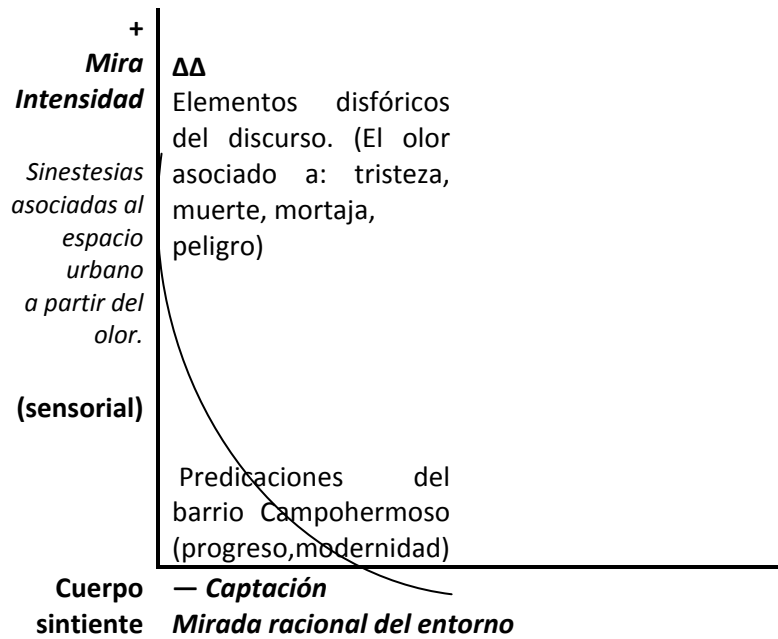 +
Mira
Intensidad
Sinestesias
asociadas al
espacio
urbano
a partir del
olor.
(sensorial)
ΔΔ
Elementos disfóricos
del discurso. (El olor
asociado a: tristeza,
muerte, mortaja,
peligro)
Predicaciones del
barrio Campohermoso
(progreso,modernidad)
Cuerpo
sintiente
— Captación
Mirada racional del entorno